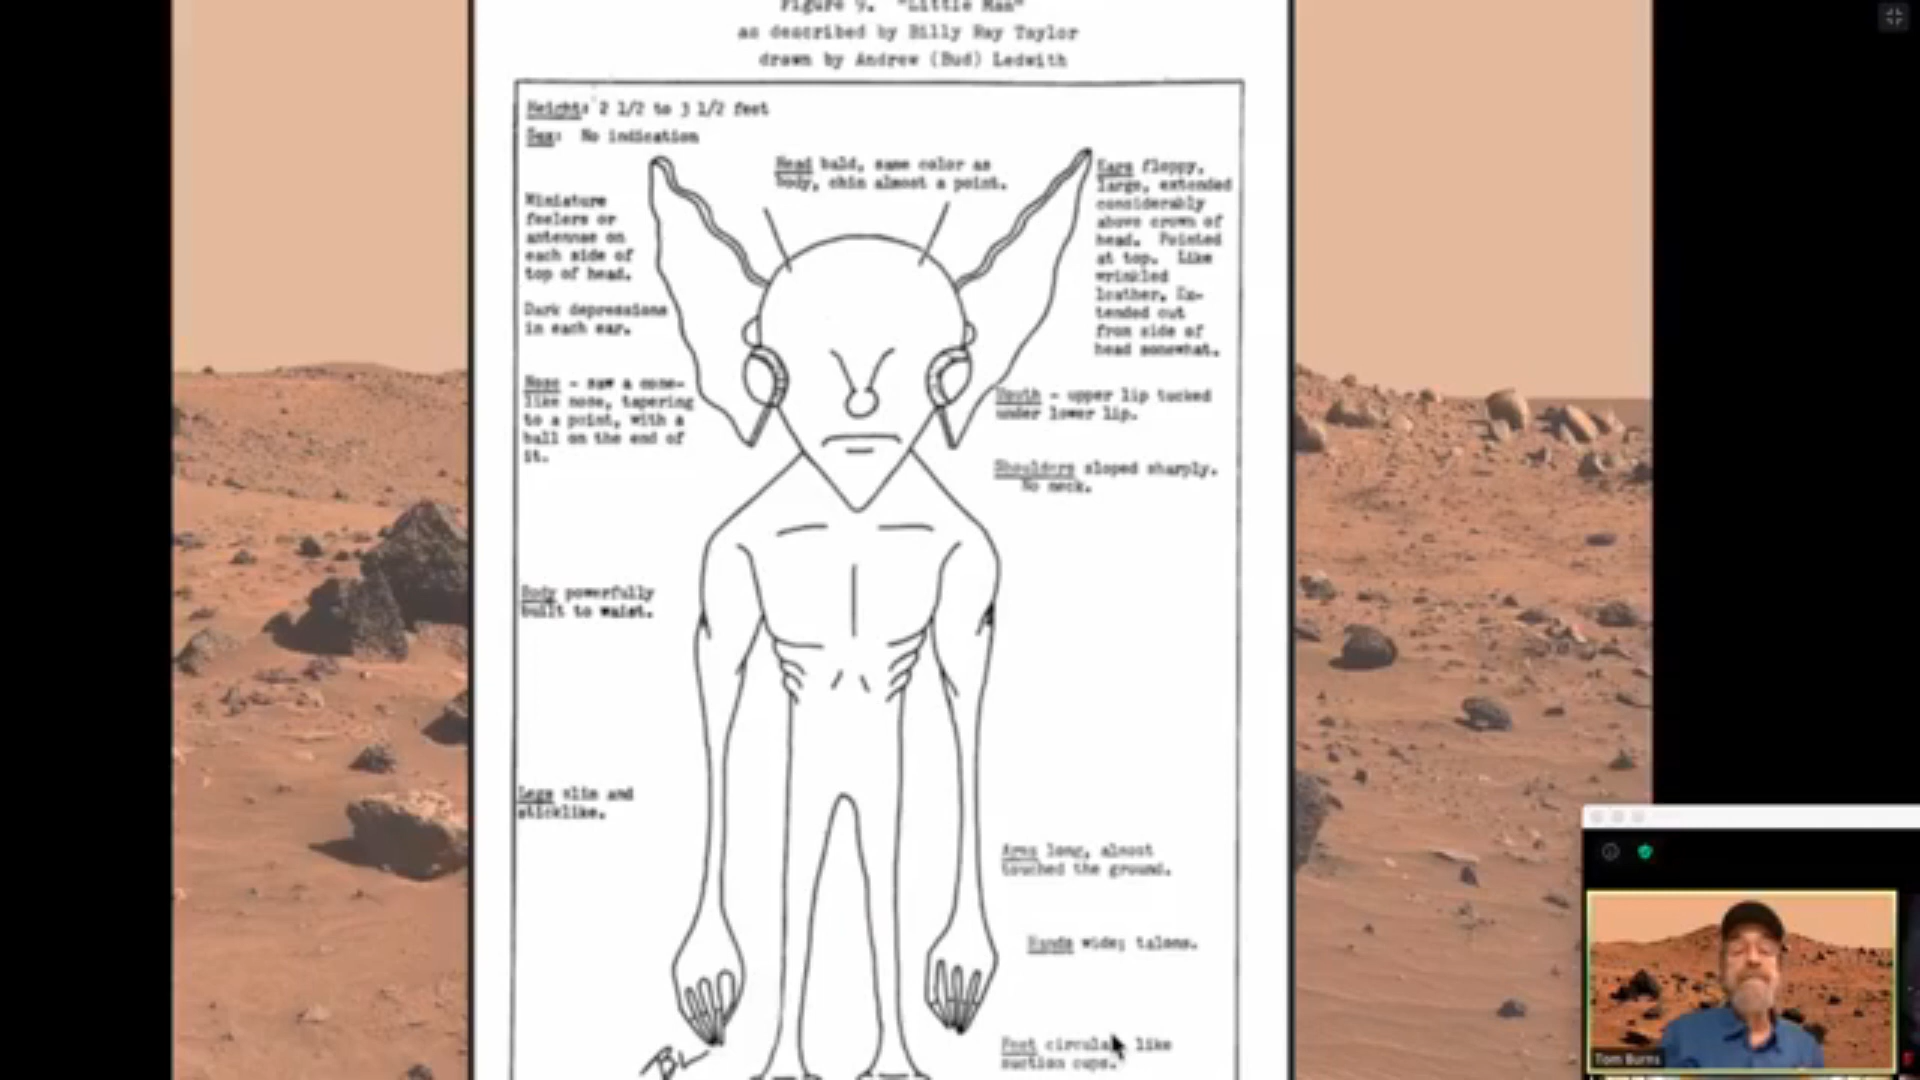 Figure 9. "Little Man"
as described by Billy Ray Taylor
drawn by Andrew (Bud) Ledwith
Height: 2 1/2 to 3 1/2 feet
Sex: No indication
Head bald, same color as
body, chin almost a point.
Miniature
feelers or
antennae on
each side of
top of head.
Dark depressions
in each ear.
Ears floppy,
large, extended
considerably
above crown of
head. Pointed
at top. Like
wrinkled
leather. Ex-
tended out
from side of
head somewhat.
Nose - saw a cone-
like nose, tapering
to a point, with a
ball on the end of
it.
Mouth - upper lip tucked
under lower lip.
Shoulders sloped sharply.
No neck.
Body powerfully
built to waist.
Legs slim and
sticklike.
Arms long, almost
touched the ground.
Hands wide; talons.
Feet circular like
suction cups.
BL
Tom Burns